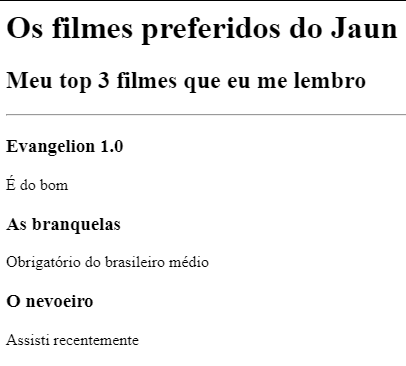 Os filmes preferidos do Jaun
Meu top 3 filmes que eu me lembro
Evangelion 1.0
É do bom
As branquelas
Obrigatório do brasileiro médio
O nevoeiro
Assisti recentemente